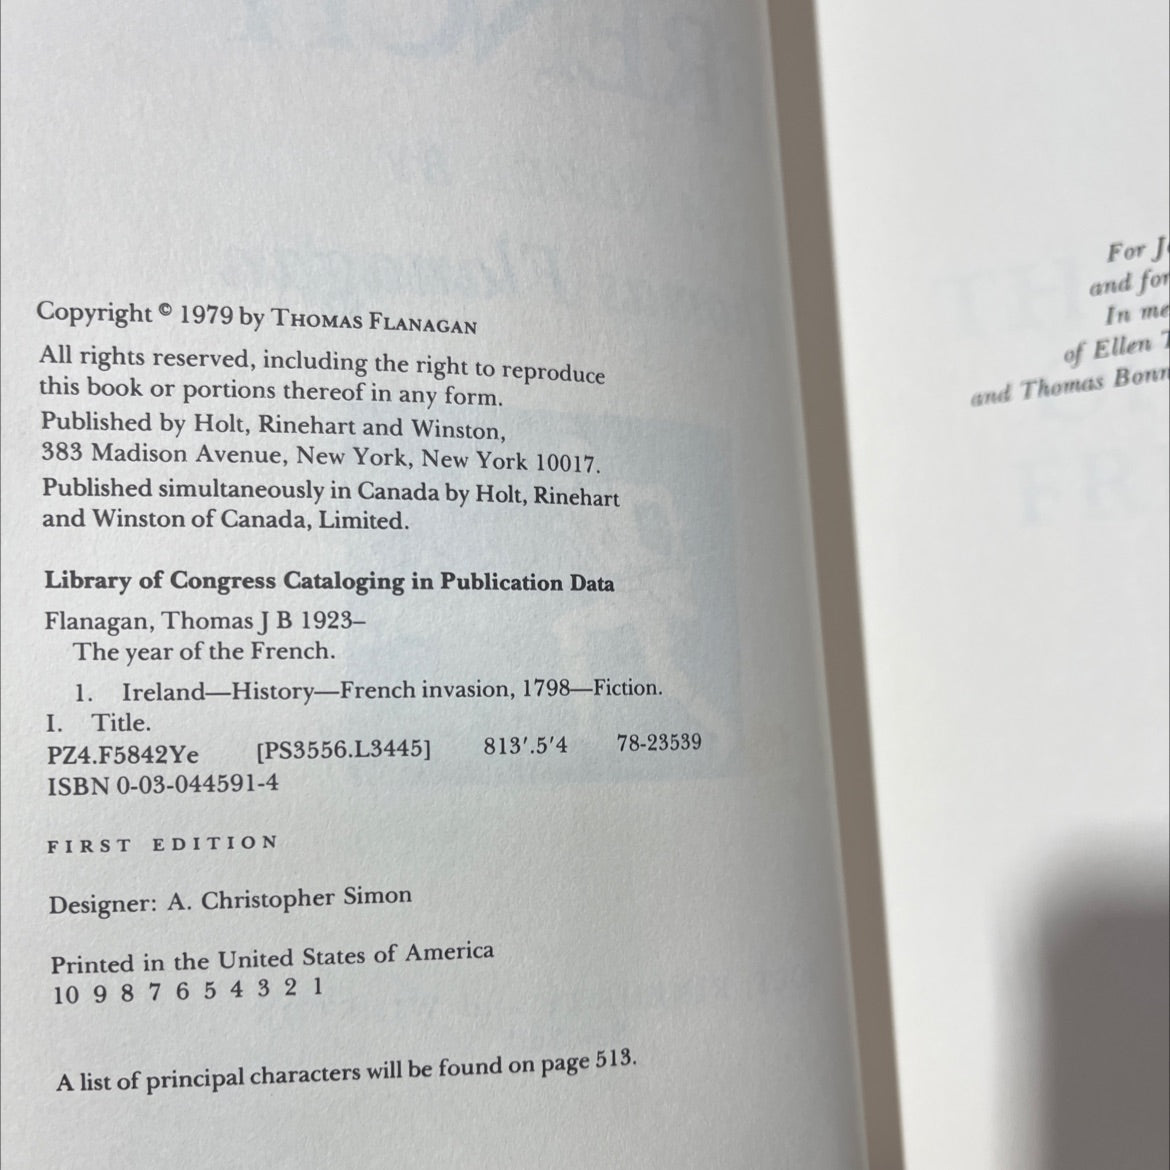 Copyright © 1979 by THOMAS FLANAGAN
All rights reserved, including the right to reproduce
this book or portions thereof in any form.
Published by Holt, Rinehart and Winston,
383 Madison Avenue, New York, New York 10017.
Published simultaneously in Canada by Holt, Rinehart
and Winston of Canada, Limited.
Library of Congress Cataloging in Publication Data
Flanagan, Thomas J B 1923–
The year of the French.
1. Ireland—History—French invasion, 1798—Fiction.
I. Title.
PZ4.F5842Ye [PS3556.L3445] 813'.5'4 78-23539
ISBN 0-03-044591-4
FIRST EDITION
Designer: A. Christopher Simon
Printed in the United States of America
10 9 8 7 6 5 4 3 2 1
A list of principal characters will be found on page 513.
For
and for
In
of Ellen
and Thomas